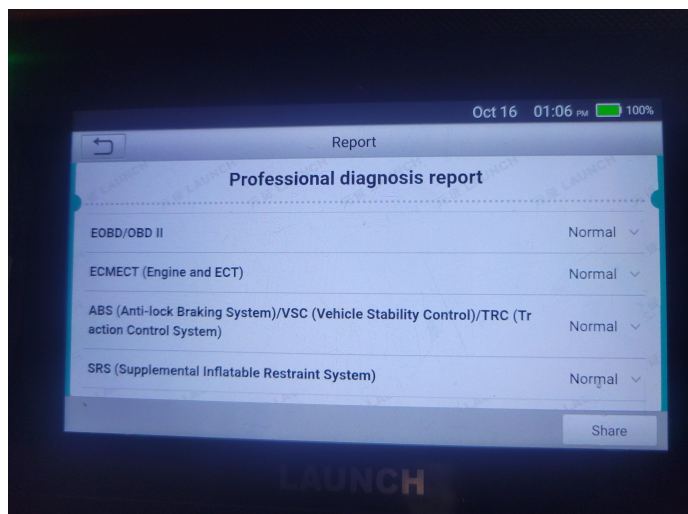 Oct 16 01:06 PM 100%
Report
Professional diagnosis report
EOBD/OBD II Normal
ECMECT (Engine and ECT) Normal
ABS (Anti-lock Braking System)/VSC (Vehicle Stability Control)/TRC (Tr
action Control System) Normal
SRS (Supplemental Inflatable Restraint System) Normal
Share
LAUNCH